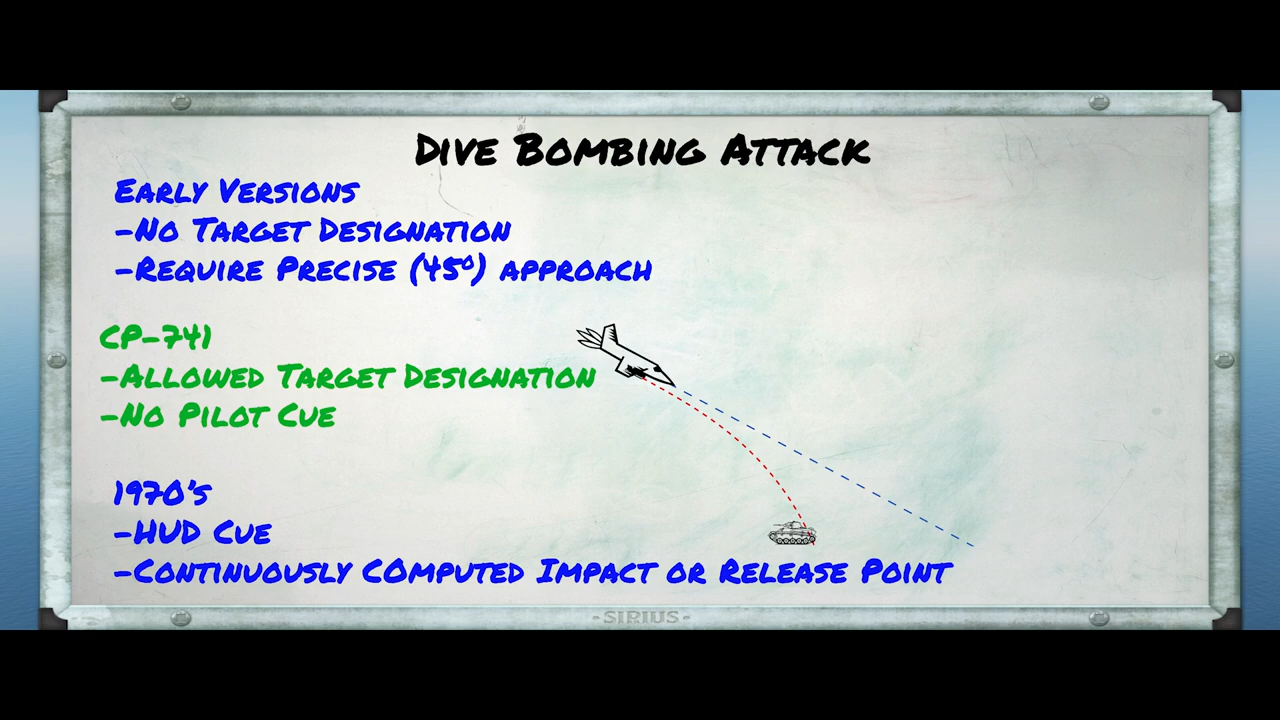 Dive Bombing Attack
Early Versions
-No Target Designation
-Require Precise (45º) approach
CP-741
-Allowed Target Designation
-No Pilot Cue
1970's
-HUD Cue
-Continuously COmputed Impact or Release Point
-SIRIUS-